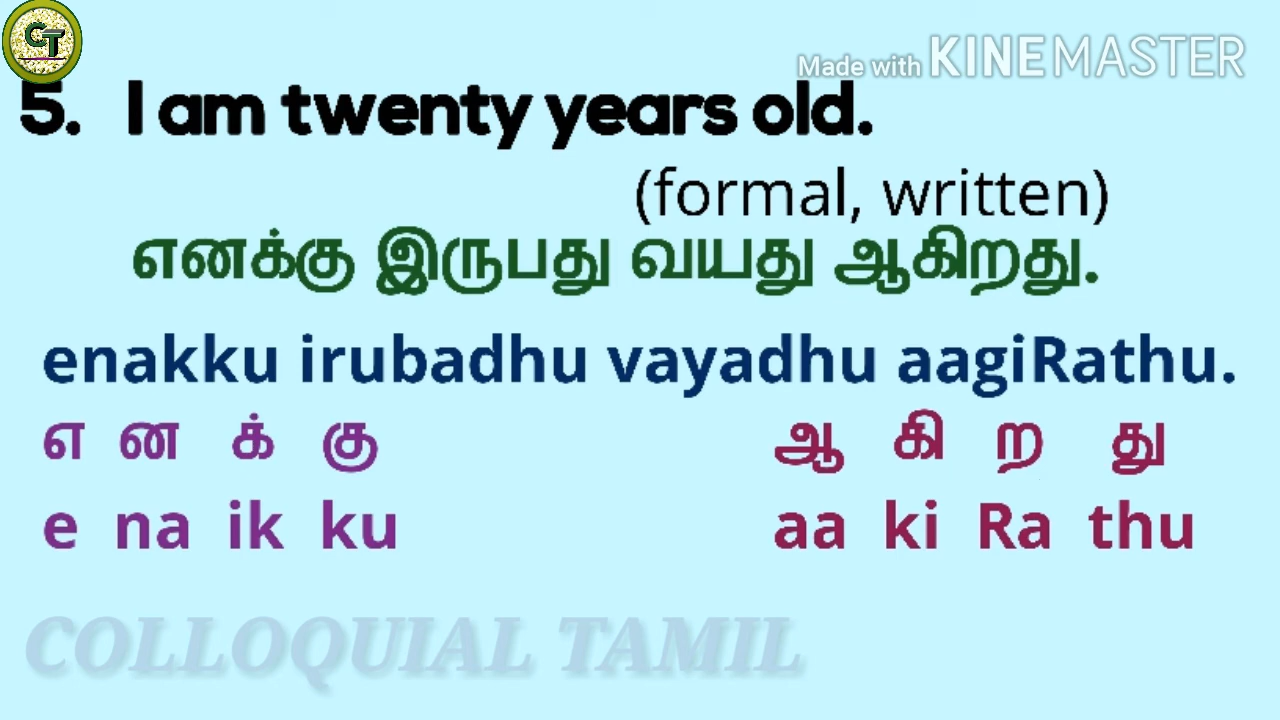 CT
Made with KINEMASTER
5. I am twenty years old.
(formal, written)
எனக்கு இருபது வயது ஆகிறது.
enakku irubadhu vayadhu aagiRathu.
எ ன க் கு ஆ கி ற து
e na ik ku aa ki Ra thu
COLLOQUIAL TAMIL